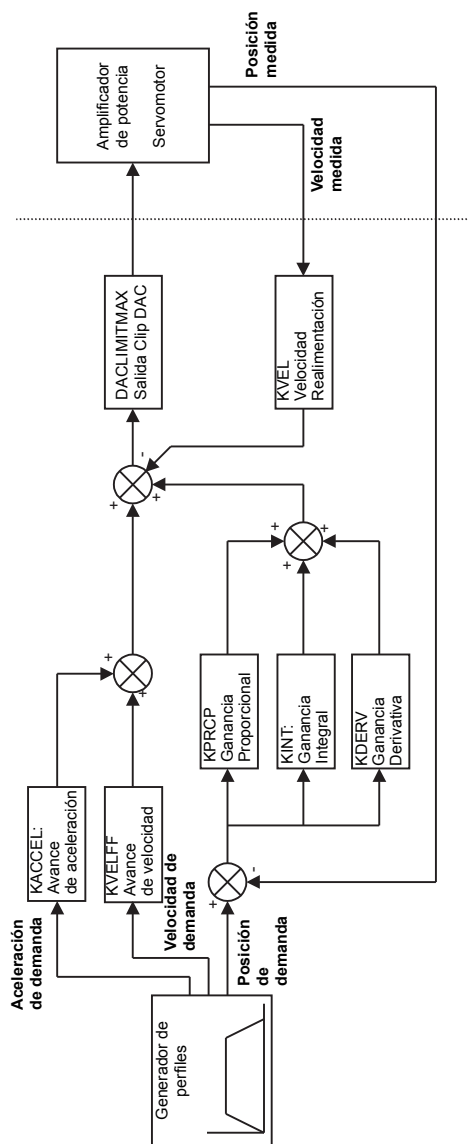 Generador de
perfiles
Aceleración
de demanda
Velocidad de
demanda
Posición
de
demanda
KACCEL:
Avance
de aceleración
KVELFF
Avance
de velocidad
+
-
KPRCP
Ganancia
Proporcional
KINT:
Ganancia
Integral
KDERV
Ganancia
Derivativa
+
+
+
+
+
+
+
-
DACLIMITMAX
Salida Clip DAC
KVEL
Velocidad
Realimentación
Velocidad
medida
Posición
medida
Amplificador
de potencia
Servomotor